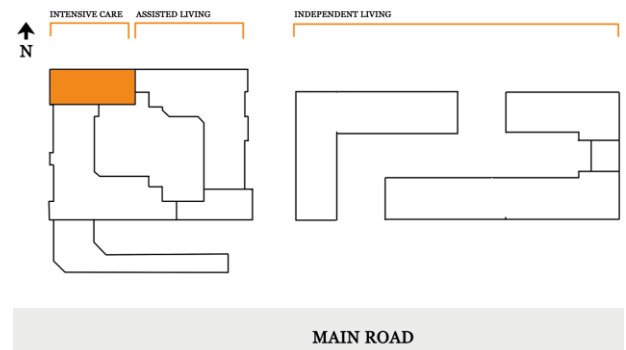 INTENSIVE CARE
ASSISTED LIVING
INDEPENDENT LIVING
N
MAIN ROAD